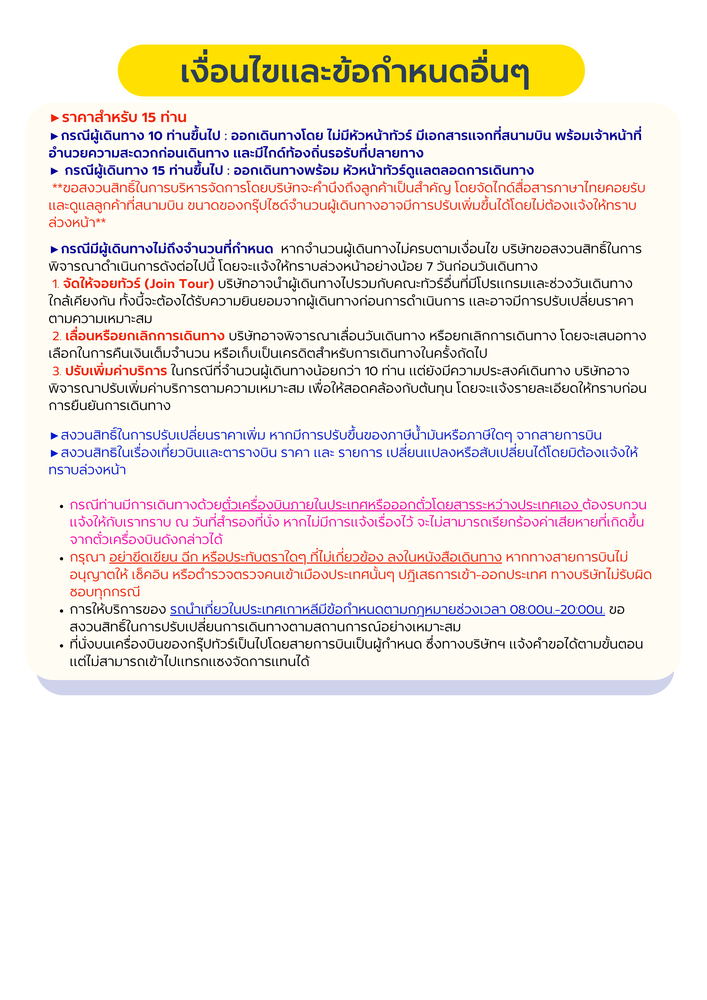 เงื่อนไขและข้อกำหนดอื่นๆ
►ราคาสำหรับ 15 ท่าน
►กรณีผู้เดินทาง 10 ท่านขึ้นไป : ออกเดินทางโดย ไม่มีหัวหน้าทัวร์ มีเอกสารแจกที่สนามบิน พร้อมเจ้าหน้าที่
อำนวยความสะดวกก่อนเดินทาง และมีไกด์ท้องถิ่นรอรับที่ปลายทาง
► กรณีผู้เดินทาง 15 ท่านขึ้นไป : ออกเดินทางพร้อม หัวหน้าทัวร์ดูแลตลอดการเดินทาง
**ขอสงวนสิทธิ์ในการบริหารจัดการโดยบริษัทจะคำนึงถึงลูกค้าเป็นสำคัญ โดยจัดไกด์สื่อสารภาษาไทยคอยรับ
และดูแลลูกค้าที่สนามบิน ขนาดของกรุ๊ปไซด์จำนวนผู้เดินทางอาจมีการปรับเพิ่มขึ้นได้โดยไม่ต้องแจ้งให้ทราบ
ล่วงหน้า**
►กรณีมีผู้เดินทางไม่ถึงจำนวนที่กำหนด หากจำนวนผู้เดินทางไม่ครบตามเงื่อนไข บริษัทขอสงวนสิทธิ์ในการ
พิจารณาดำเนินการดังต่อไปนี้ โดยจะแจ้งให้ทราบล่วงหน้าอย่างน้อย 7 วันก่อนวันเดินทาง
1. จัดให้จอยทัวร์ (Join Tour) บริษัทอาจนำผู้เดินทางไปรวมกับคณะทัวร์อื่นที่มีโปรแกรมและช่วงวันเดินทาง
ใกล้เคียงกัน ทั้งนี้จะต้องได้รับความยินยอมจากผู้เดินทางก่อนการดำเนินการ และอาจมีการปรับเปลี่ยนราคา
ตามความเหมาะสม
2. เลื่อนหรือยกเลิกการเดินทาง บริษัทอาจพิจารณาเลื่อนวันเดินทาง หรือยกเลิกการเดินทาง โดยจะเสนอทาง
เลือกในการคืนเงินเต็มจำนวน หรือเก็บเป็นเครดิตสำหรับการเดินทางในครั้งถัดไป
3. ปรับเพิ่มค่าบริการ ในกรณีที่จำนวนผู้เดินทางน้อยกว่า 10 ท่าน แต่ยังมีความประสงค์เดินทาง บริษัทอาจ
พิจารณาปรับเพิ่มค่าบริการตามความเหมาะสม เพื่อให้สอดคล้องกับต้นทุน โดยจะแจ้งรายละเอียดให้ทราบก่อน
การยืนยันการเดินทาง
►สงวนสิทธิ์ในการปรับเปลี่ยนราคาเพิ่ม หากมีการปรับขึ้นของภาษีน้ำมันหรือภาษีใดๆ จากสายการบิน
►สงวนสิทธิในเรื่องเที่ยวบินและตารางบิน ราคา และ รายการ เปลี่ยนแปลงหรือสับเปลี่ยนได้โดยมิต้องแจ้งให้
ทราบล่วงหน้า
• กรณีท่านมีการเดินทางด้วยตั๋วเครื่องบินภายในประเทศหรือออกตั๋วโดยสารระหว่างประเทศเอง ต้องรบกวน
แจ้งให้กับเราทราบ ณ วันที่สำรองที่นั่ง หากไม่มีการแจ้งเรื่องไว้ จะไม่สามารถเรียกร้องค่าเสียหายที่เกิดขึ้น
จากตั๋วเครื่องบินดังกล่าวได้
• กรุณา อย่าขีดเขียน ฉีก หรือประทับตราใดๆ ที่ไม่เกี่ยวข้อง ลงในหนังสือเดินทาง หากทางสายการบินไม่
อนุญาตให้ เช็คอิน หรือตำรวจตรวจคนเข้าเมืองประเทศนั้นๆ ปฏิเสธการเข้า-ออกประเทศ ทางบริษัทไม่รับผิด
ชอบทุกกรณี
• การให้บริการของ รถนำเที่ยวในประเทศเกาหลีมีข้อกำหนดตามกฎหมายช่วงเวลา 08:00น.-20:00น. ขอ
สงวนสิทธิ์ในการปรับเปลี่ยนการเดินทางตามสถานการณ์อย่างเหมาะสม
• ที่นั่งบนเครื่องบินของกรุ๊ปทัวร์เป็นไปโดยสายการบินเป็นผู้กำหนด ซึ่งทางบริษัทฯ แจ้งคำขอได้ตามขั้นตอน
แต่ไม่สามารถเข้าไปแทรกแซงจัดการแทนได้